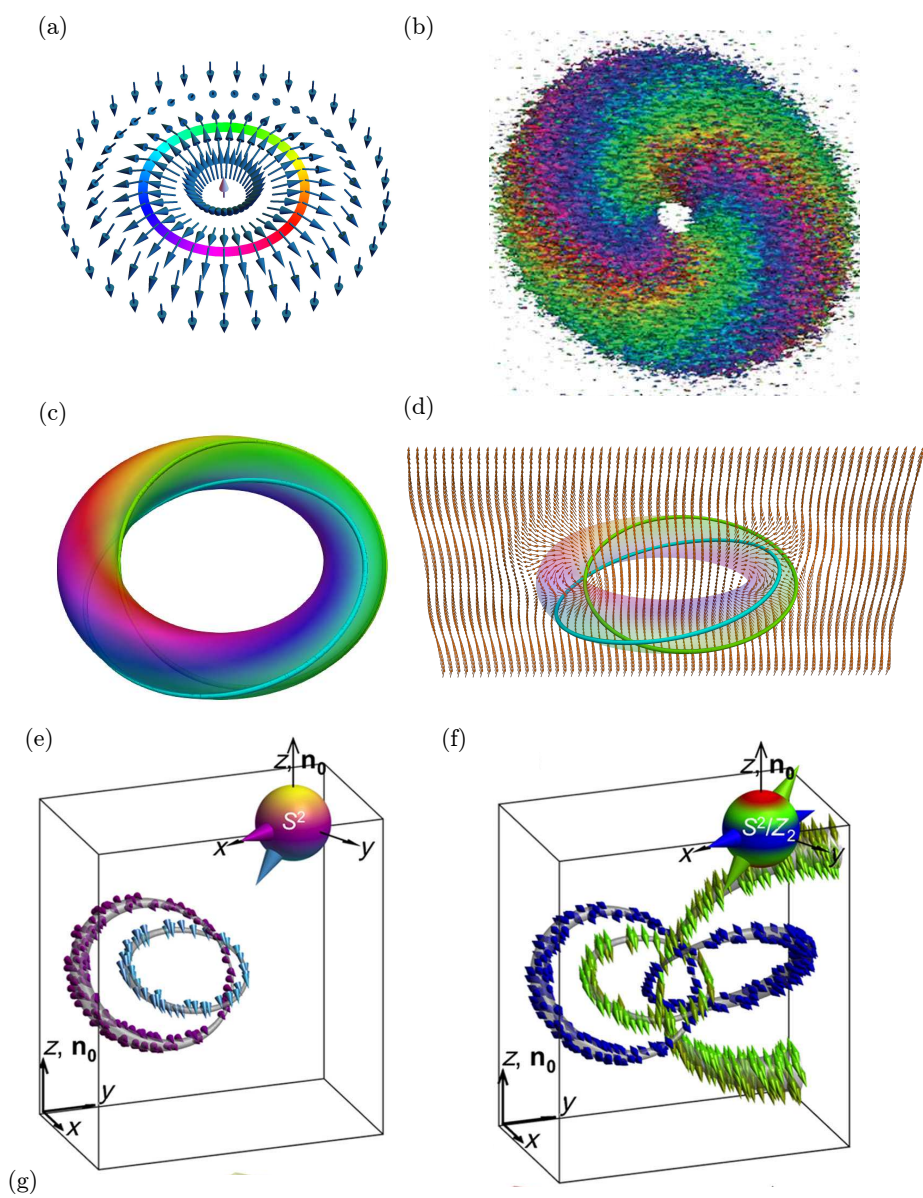 (a)
(b)
(c)
(d)
(e)
(f)
z, n₀
S²
x
y
z, n₀
y
x
z, n₀
S²/Z₂
x
y
z, n₀
y
x
(g)